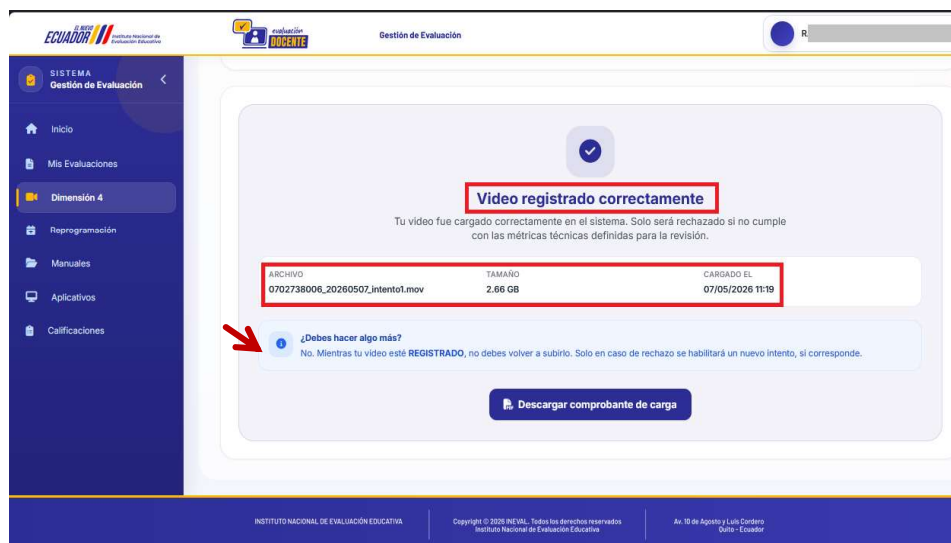 EL NUEVO
ECUADOR
Instituto Nacional de
Evaluación Educativa
evaluación
DOCENTE
Gestión de Evaluación
R.
SISTEMA
Gestión de Evaluación
Inicio
Mis Evaluaciones
Dimensión 4
Reprogramación
Manuales
Aplicativos
Calificaciones
Video registrado correctamente
Tu video fue cargado correctamente en el sistema. Solo será rechazado si no cumple
con las métricas técnicas definidas para la revisión.
ARCHIVO TAMAÑO CARGADO EL
0702738006_20260507_intento1.mov 2.66 GB 07/05/2026 11:19
¿Debes hacer algo más?
No. Mientras tu video esté REGISTRADO, no debes volver a subirlo. Solo en caso de rechazo se habilitará un nuevo intento, si corresponde.
Descargar comprobante de carga
INSTITUTO NACIONAL DE EVALUACIÓN EDUCATIVA
Copyright © 2026 INEVAL. Todos los derechos reservados
Instituto Nacional de Evaluación Educativa
Av. 10 de Agosto y Luis Cordero
Quito - Ecuador